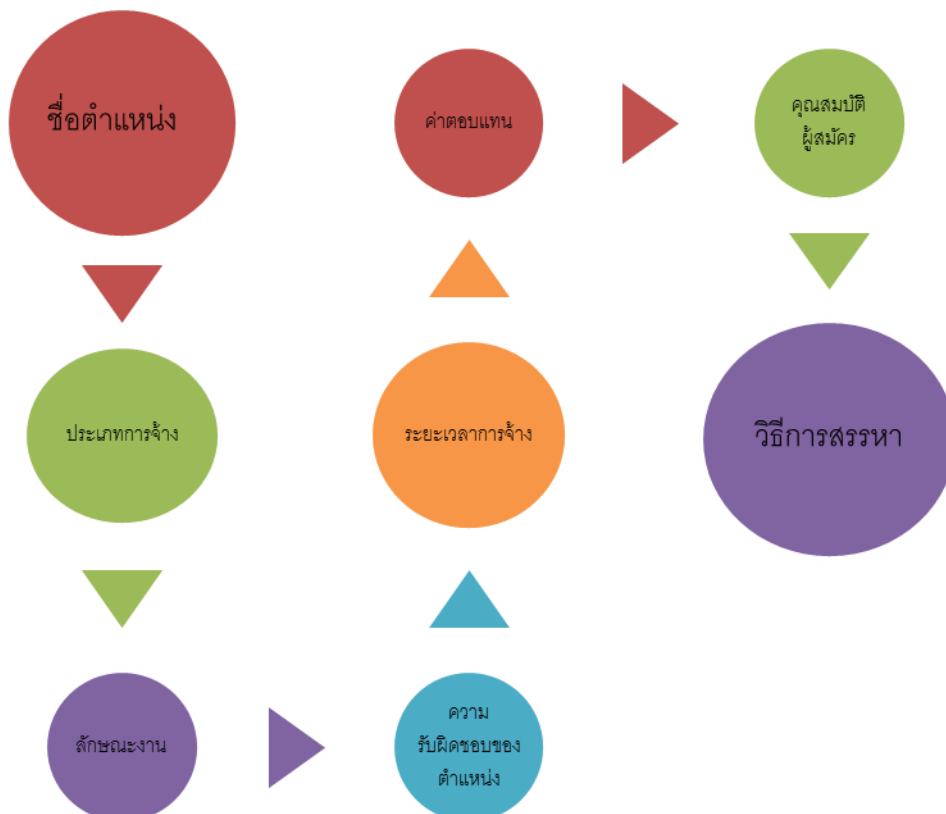 ชื่อตำแหน่ง
ประเภทการจ้าง
ลักษณะงาน
ความ
รับผิดชอบของ
ตำแหน่ง
ระยะเวลาการจ้าง
ค่าตอบแทน
คุณสมบัติ
ผู้สมัคร
วิธีการสรรหา